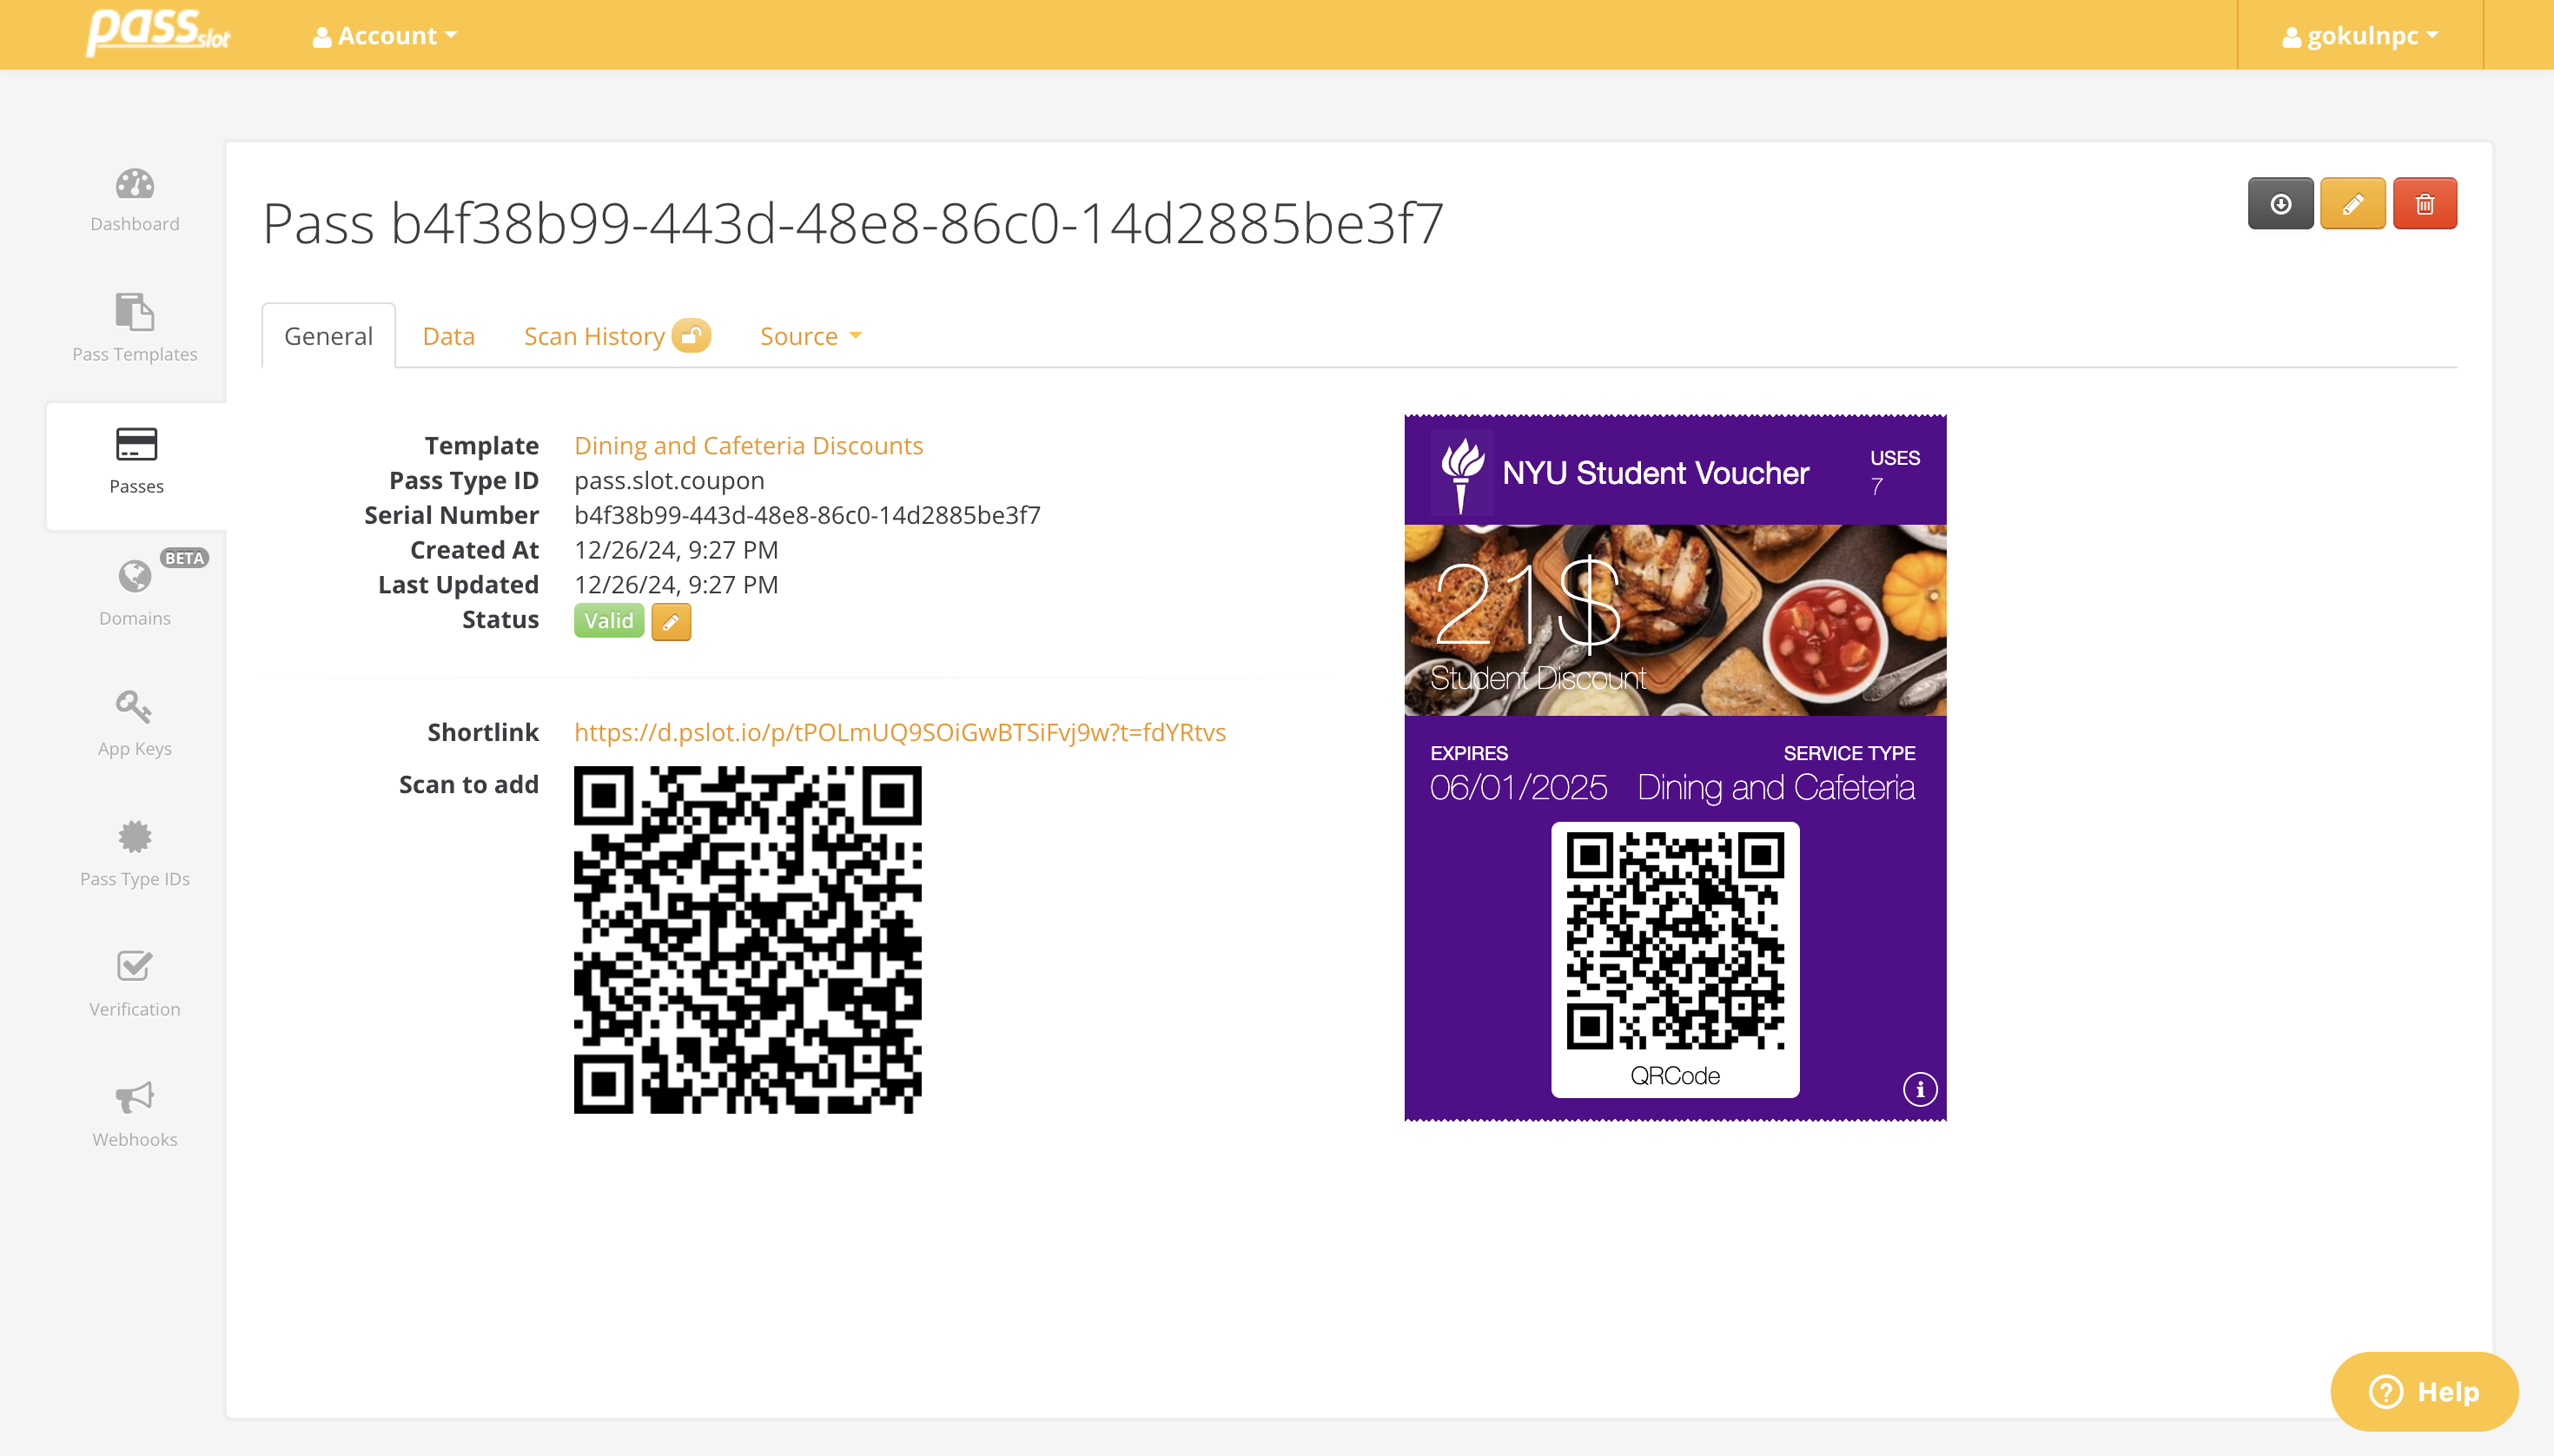 pass slot
Account
gokulnpc
Dashboard
Pass Templates
Passes
BETA
Domains
App Keys
Pass Type IDs
Verification
Webhooks
Pass b4f38b99-443d-48e8-86c0-14d2885be3f7
General Data Scan History Source
Template Dining and Cafeteria Discounts
Pass Type ID pass.slot.coupon
Serial Number b4f38b99-443d-48e8-86c0-14d2885be3f7
Created At 12/26/24, 9:27 PM
Last Updated 12/26/24, 9:27 PM
Status Valid
Shortlink https://d.pslot.io/p/tPOLmUQ9SOiGwBTSiFvj9w?t=fdYRtvs
Scan to add
NYU Student Voucher
USES
7
21$
Student Discount
EXPIRES SERVICE TYPE
06/01/2025 Dining and Cafeteria
QRCode
Help